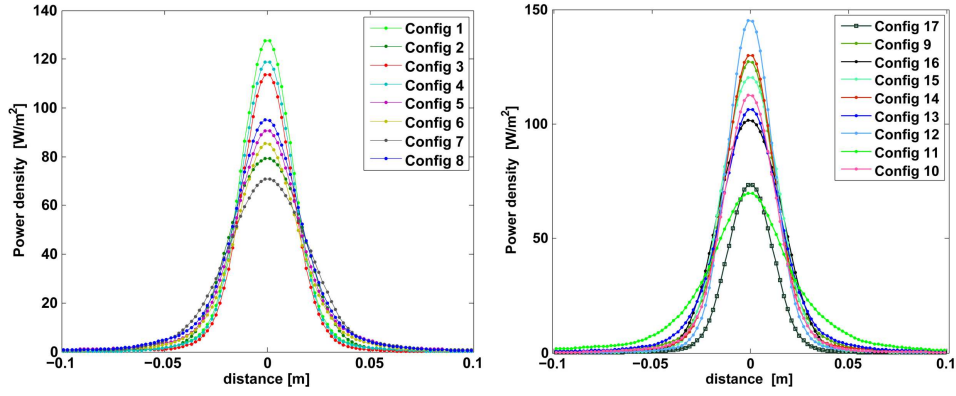 140
120
100
80
60
40
20
0
Power density [W/m²]
−0.1
−0.05
0
0.05
0.1
distance [m]
Config 1
Config 2
Config 3
Config 4
Config 5
Config 6
Config 7
Config 8
150
100
50
0
Power density [W/m²]
−0.1
−0.05
0
0.05
0.1
distance [m]
Config 17
Config 9
Config 16
Config 15
Config 14
Config 13
Config 12
Config 11
Config 10